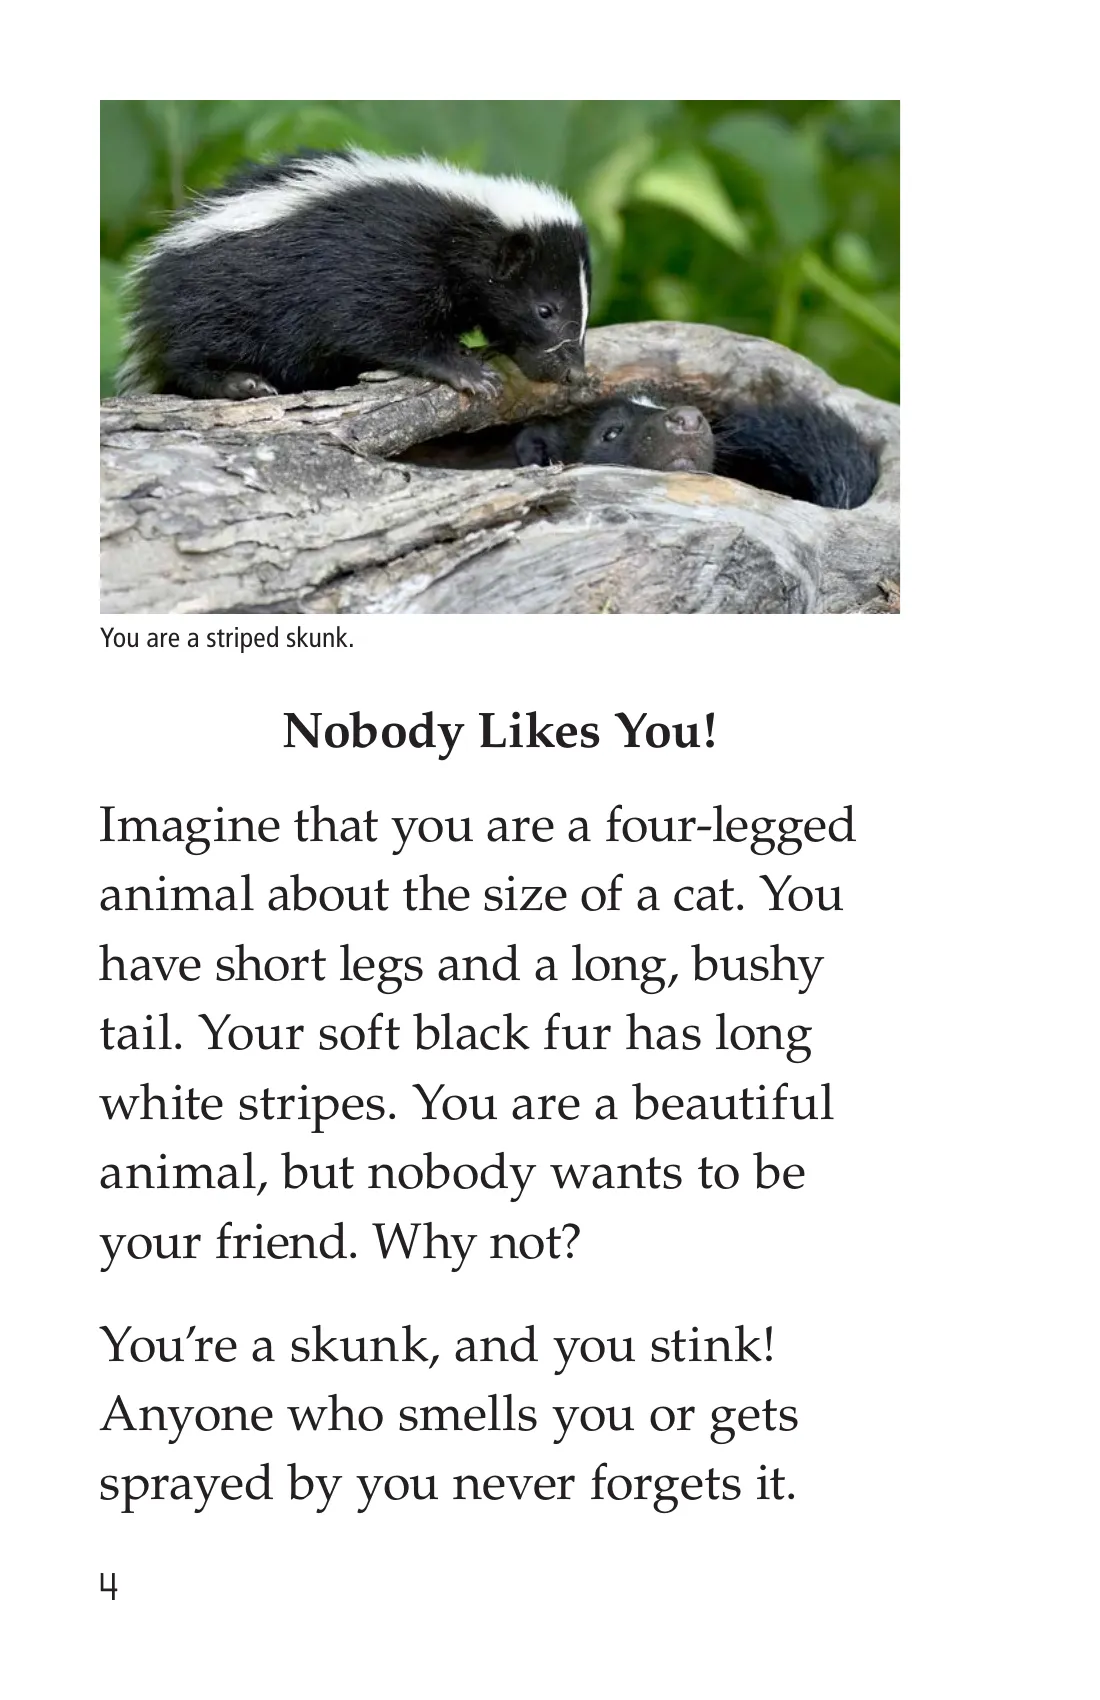 You are a striped skunk.
Nobody Likes You!
Imagine that you are a four-legged
animal about the size of a cat. You
have short legs and a long, bushy
tail. Your soft black fur has long
white stripes. You are a beautiful
animal, but nobody wants to be
your friend. Why not?
You’re a skunk, and you stink!
Anyone who smells you or gets
sprayed by you never forgets it.
4